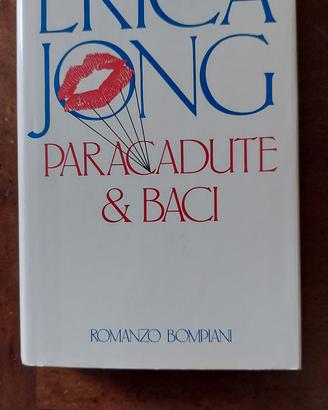 ERICA
JONG
PARACADUTE
& BACI
ROMANZO BOMPIANI